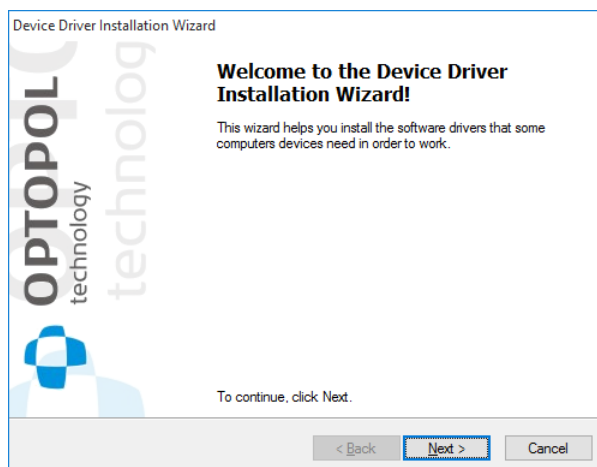 Device Driver Installation Wizard
OPTOPOL
technology
technolog
Welcome to the Device Driver
Installation Wizard!
This wizard helps you install the software drivers that some
computers devices need in order to work.
To continue, click Next.
< Back
Next >
Cancel